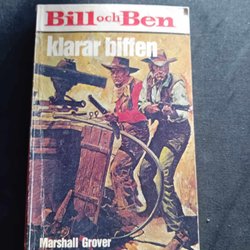 Bill och Ben
klarar biffen
Marshall Grover